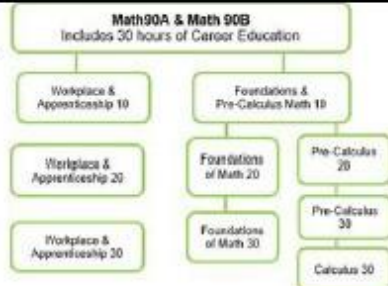 Math90A & Math 90B
Includes 30 hours of Career Education
Workplace &
Apprenticeship 10
Foundations &
Pre-Calculus Math 10
Workplace &
Apprenticeship 20
Foundations
of Math 20
Pre-Calculus
20
Workplace &
Apprenticeship 30
Foundations
of Math 30
Pre-Calculus
30
Calculus 30